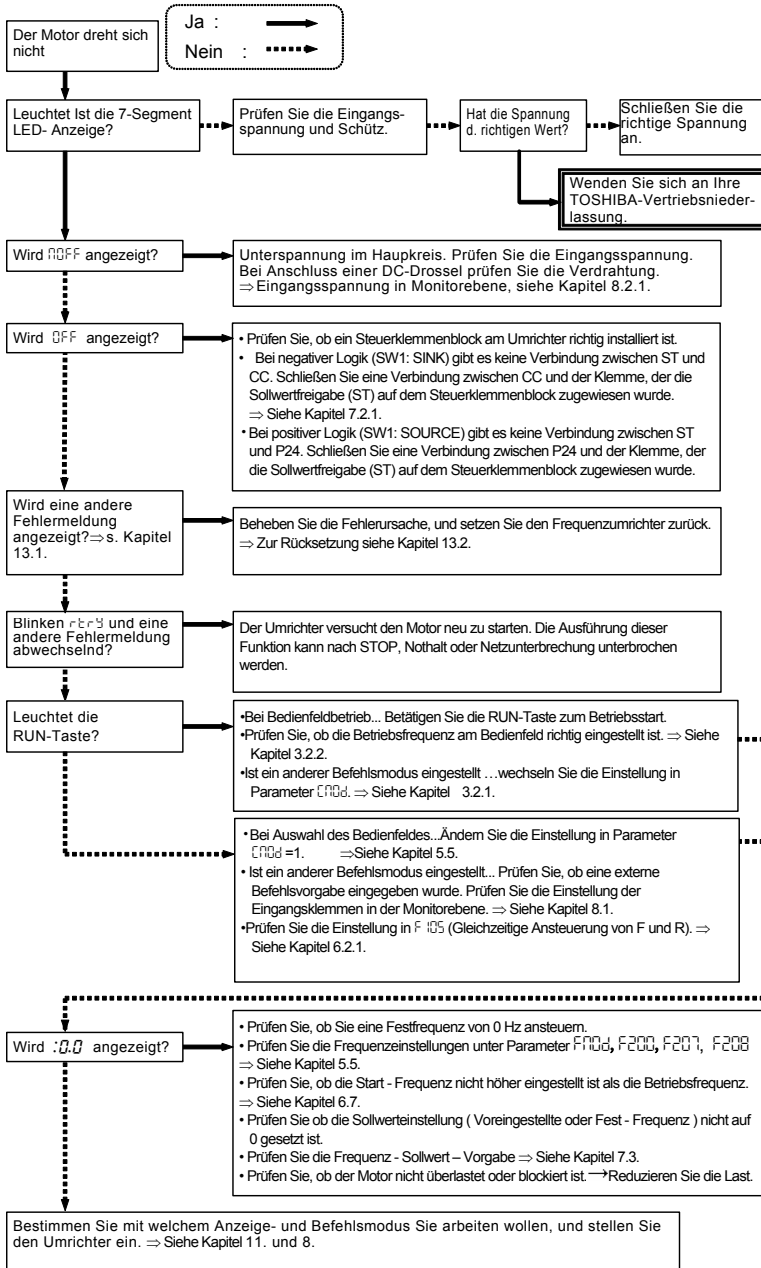 Der Motor dreht sich
nicht
Ja :
Nein :
Leuchtet Ist die 7-Segment
LED- Anzeige?
Prüfen Sie die Eingangs-
spannung und Schütz.
Hat die Spannung
d. richtigen Wert?
Schließen Sie die
richtige Spannung
an.
Wenden Sie sich an Ihre
TOSHIBA-Vertriebsnieder-
lassung.
Wird MOFF angezeigt?
Unterspannung im Haupkreis. Prüfen Sie die Eingangsspannung.
Bei Anschluss einer DC-Drossel prüfen Sie die Verdrahtung.
⇒ Eingangsspannung in Monitorebene, siehe Kapitel 8.2.1.
Wird OFF angezeigt?
• Prüfen Sie, ob ein Steuerklemmenblock am Umrichter richtig installiert ist.
• Bei negativer Logik (SW1: SINK) gibt es keine Verbindung zwischen ST und
CC. Schließen Sie eine Verbindung zwischen CC und der Klemme, der die
Sollwertfreigabe (ST) auf dem Steuerklemmenblock zugewiesen wurde.
⇒ Siehe Kapitel 7.2.1.
• Bei positiver Logik (SW1: SOURCE) gibt es keine Verbindung zwischen ST
und P24. Schließen Sie eine Verbindung zwischen P24 und der Klemme, der
die Sollwertfreigabe (ST) auf dem Steuerklemmenblock zugewiesen wurde.
Wird eine andere
Fehlermeldung
angezeigt?⇒s. Kapitel
13.1.
Beheben Sie die Fehlerursache, und setzen Sie den Frequenzumrichter zurück.
⇒ Zur Rücksetzung siehe Kapitel 13.2.
Blinken rtry und eine
andere Fehlermeldung
abwechselnd?
Der Umrichter versucht den Motor neu zu starten. Die Ausführung dieser
Funktion kann nach STOP, Nothalt oder Netzunterbrechung unterbrochen
werden.
Leuchtet die
RUN-Taste?
•Bei Bedienfeldbetrieb... Betätigen Sie die RUN-Taste zum Betriebsstart.
•Prüfen Sie, ob die Betriebsfrequenz am Bedienfeld richtig eingestellt ist. ⇒ Siehe
Kapitel 3.2.2.
•Ist ein anderer Befehlsmodus eingestellt …wechseln Sie die Einstellung in
Parameter CMOd. ⇒ Siehe Kapitel 3.2.1.
• Bei Auswahl des Bedienfeldes...Ändern Sie die Einstellung in Parameter
CMOd =1. ⇒Siehe Kapitel 5.5.
• Ist ein anderer Befehlsmodus eingestellt... Prüfen Sie, ob eine externe
Befehlsvorgabe eingegeben wurde. Prüfen Sie die Einstellung der
Eingangsklemmen in der Monitorebene. ⇒ Siehe Kapitel 8.1.
•Prüfen Sie die Einstellung in F105 (Gleichzeitige Ansteuerung von F und R). ⇒
Siehe Kapitel 6.2.1.
Wird :0.0 angezeigt?
• Prüfen Sie, ob Sie eine Festfrequenz von 0 Hz ansteuern.
• Prüfen Sie die Frequenzeinstellungen unter Parameter FMOd, F200, F207, F208
⇒ Siehe Kapitel 5.5.
• Prüfen Sie, ob die Start - Frequenz nicht höher eingestellt ist als die Betriebsfrequenz.
⇒ Siehe Kapitel 6.7.
• Prüfen Sie ob die Sollwerteinstellung ( Voreingestellte oder Fest - Frequenz ) nicht auf
0 gesetzt ist.
• Prüfen Sie die Frequenz - Sollwert – Vorgabe ⇒ Siehe Kapitel 7.3.
• Prüfen Sie, ob der Motor nicht überlastet oder blockiert ist. →Reduzieren Sie die Last.
Bestimmen Sie mit welchem Anzeige- und Befehlsmodus Sie arbeiten wollen, und stellen Sie
den Umrichter ein. ⇒ Siehe Kapitel 11. und 8.